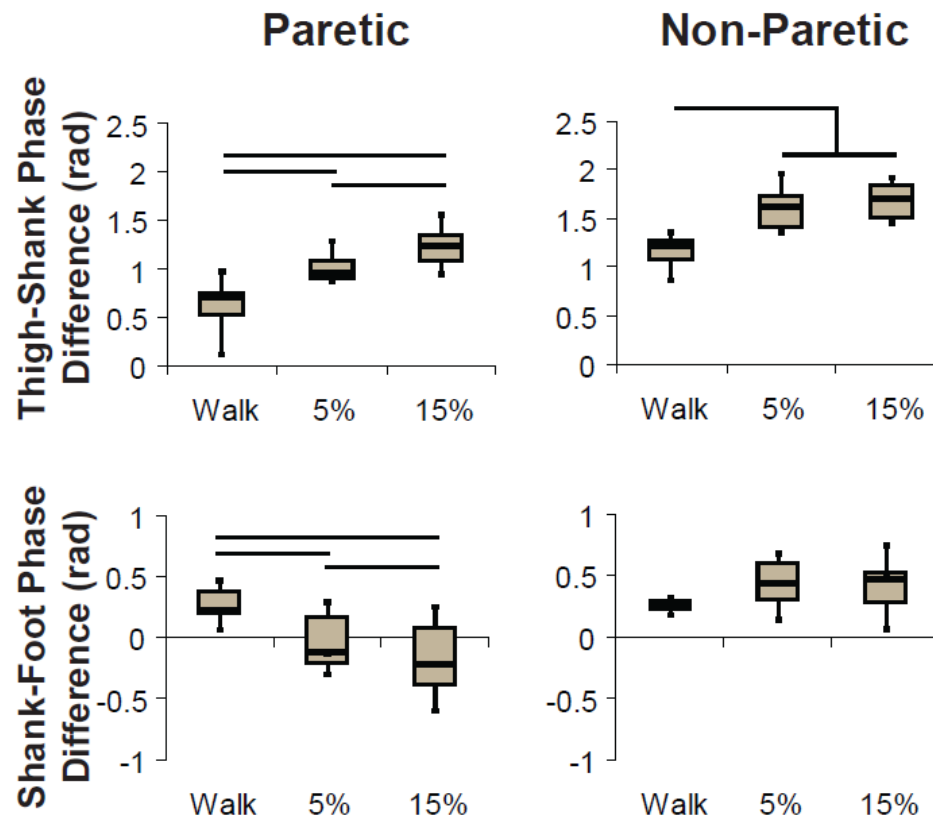 Paretic
Non-Paretic
Thigh-Shank Phase
Difference (rad)
2.5
2
1.5
1
0.5
0
Walk 5% 15%
2.5
2
1.5
1
0.5
0
Walk 5% 15%
Shank-Foot Phase
Difference (rad)
1
0.5
0
-0.5
-1
Walk 5% 15%
1
0.5
0
-0.5
-1
Walk 5% 15%